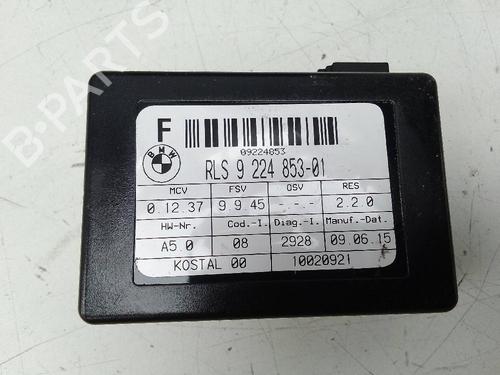 F
BMW
09224853
RLS 9 224 853-01
MCV FSV OSV RES
0.12.37 9 9 45 -.-.- 2.2.0
HW-Nr. Cod.-I. Diag.-I. Manuf.-Dat.
A5.0 08 2928 09.06.15
KOSTAL 00 10020921
B-PARTS